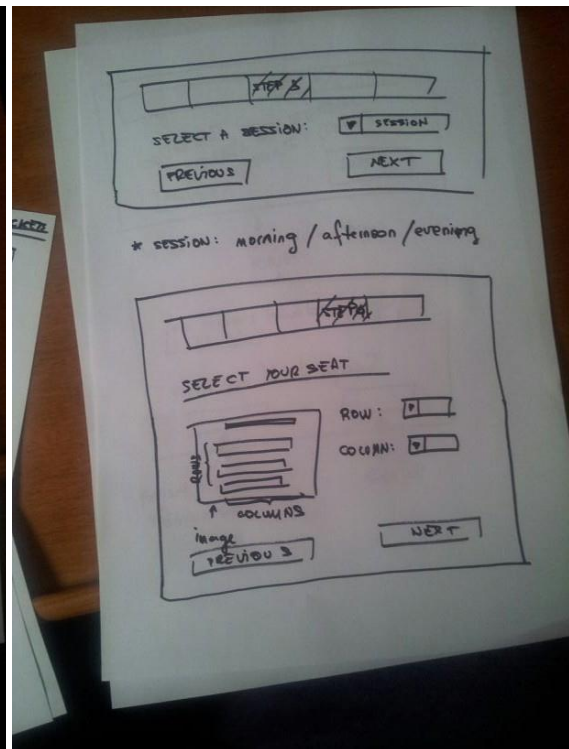 STEP 3
SELECT A SESSION: ▼ SESSION
PREVIOUS NEXT
* SESSION: morning / afternoon / evening
STEP 4
SELECT YOUR SEAT
ROW: ▼
COLUMN: ▼
ROWS
COLUMNS
image
PREVIOUS NEXT